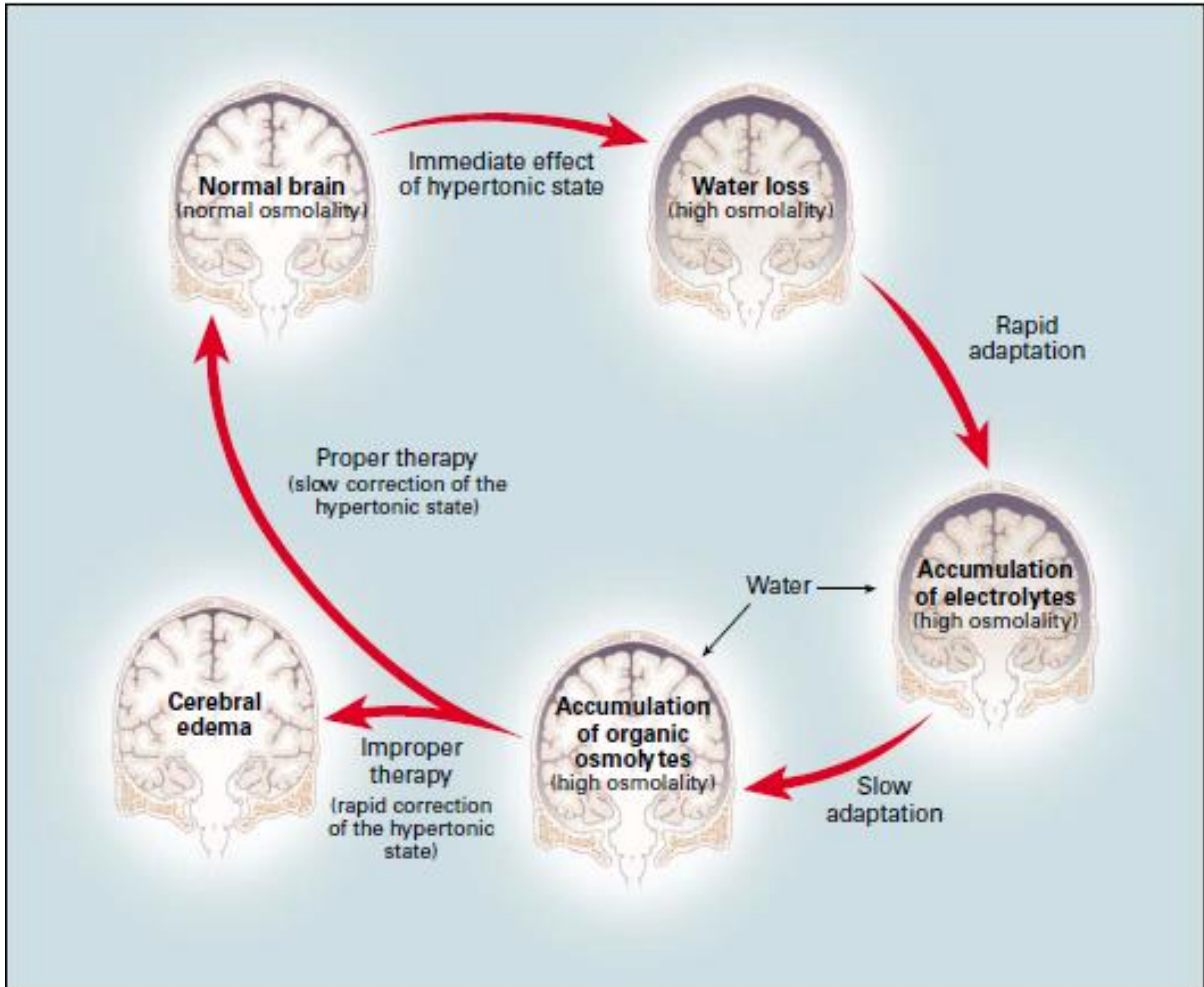 Normal brain
(normal osmolality)
Immediate effect
of hypertonic state
Water loss
(high osmolality)
Rapid
adaptation
Accumulation
of electrolytes
(high osmolality)
Water
Slow
adaptation
Accumulation
of organic
osmolytes
(high osmolality)
Proper therapy
(slow correction of the
hypertonic state)
Improper
therapy
(rapid correction
of the hypertonic
state)
Cerebral
edema